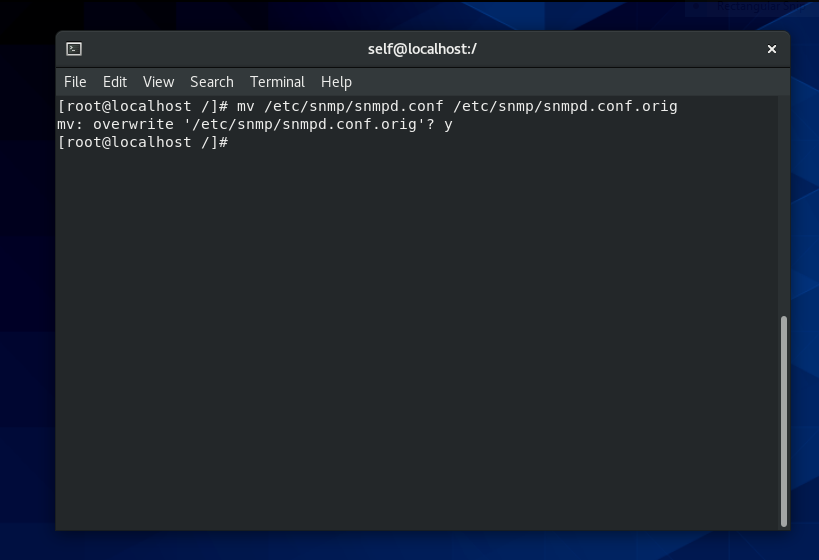 self@localhost:/
File Edit View Search Terminal Help
[root@localhost /]# mv /etc/snmp/snmpd.conf /etc/snmp/snmpd.conf.orig
mv: overwrite '/etc/snmp/snmpd.conf.orig'? y
[root@localhost /]#